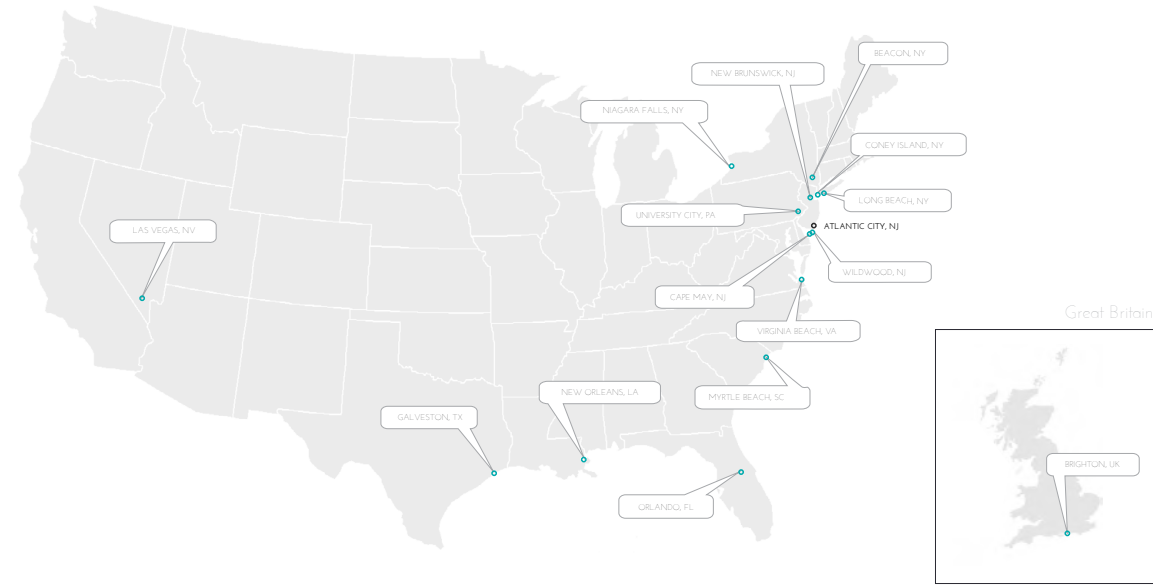 BEACON, NY
NEW BRUNSWICK, NJ
NIAGARA FALLS, NY
CONEY ISLAND, NY
LONG BEACH, NY
UNIVERSITY CITY, PA
ATLANTIC CITY, NJ
LAS VEGAS, NV
WILDWOOD, NJ
CAPE MAY, NJ
Great Britain
VIRGINIA BEACH, VA
NEW ORLEANS, LA
MYRTLE BEACH, SC
GALVESTON, TX
BRIGHTON, UK
ORLANDO, FL